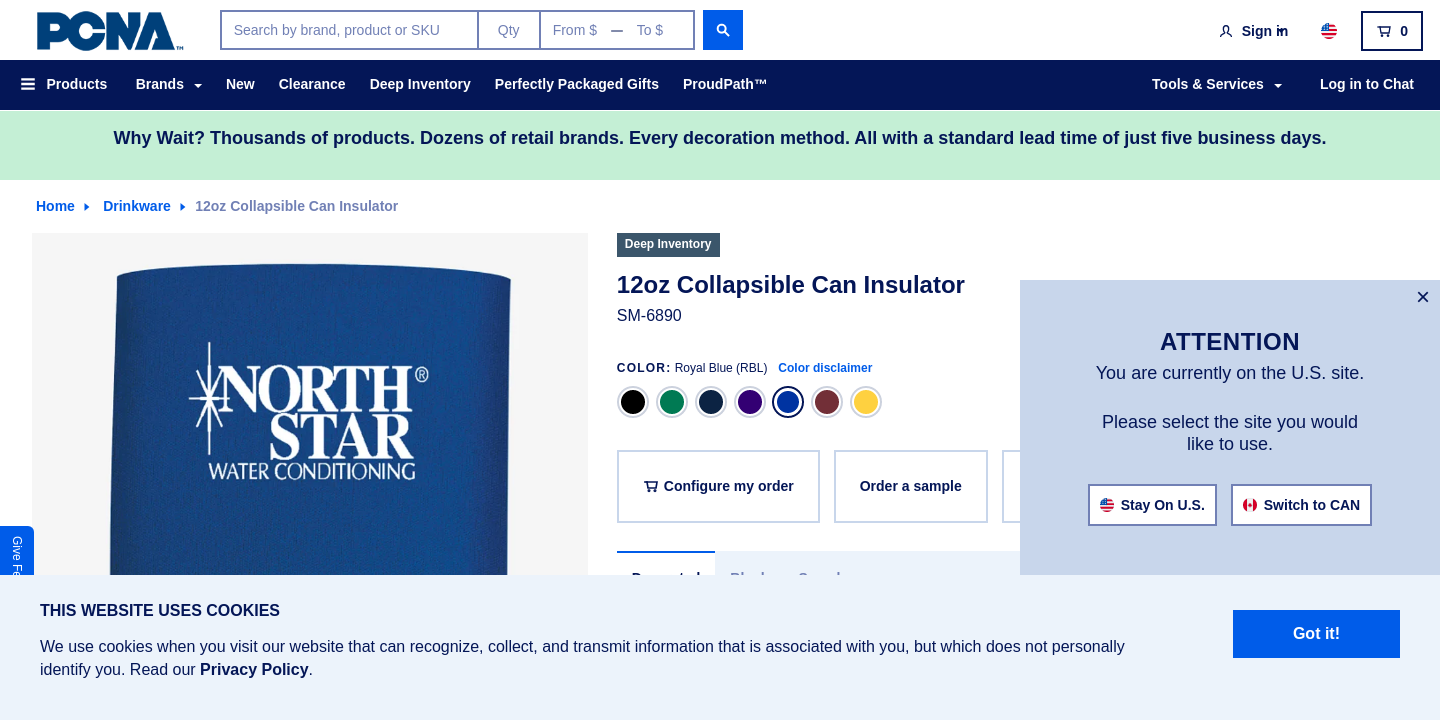 PCNA™
Search by brand, product or SKU
Qty
From $ — To $
Sign in
0
Products
Brands
New
Clearance
Deep Inventory
Perfectly Packaged Gifts
ProudPath™
Tools & Services
Log in to Chat
Why Wait? Thousands of products. Dozens of retail brands. Every decoration method. All with a standard lead time of just five business days.
Home
Drinkware
12oz Collapsible Can Insulator
NORTH®
STAR
WATER CONDITIONING
Deep Inventory
12oz Collapsible Can Insulator
SM-6890
COLOR: Royal Blue (RBL) Color disclaimer
Configure my order
Order a sample
×
ATTENTION
You are currently on the U.S. site.
Please select the site you would
like to use.
Stay On U.S.
Switch to CAN
Give
THIS WEBSITE USES COOKIES
We use cookies when you visit our website that can recognize, collect, and transmit information that is associated with you, but which does not personally
identify you. Read our Privacy Policy.
Got it!